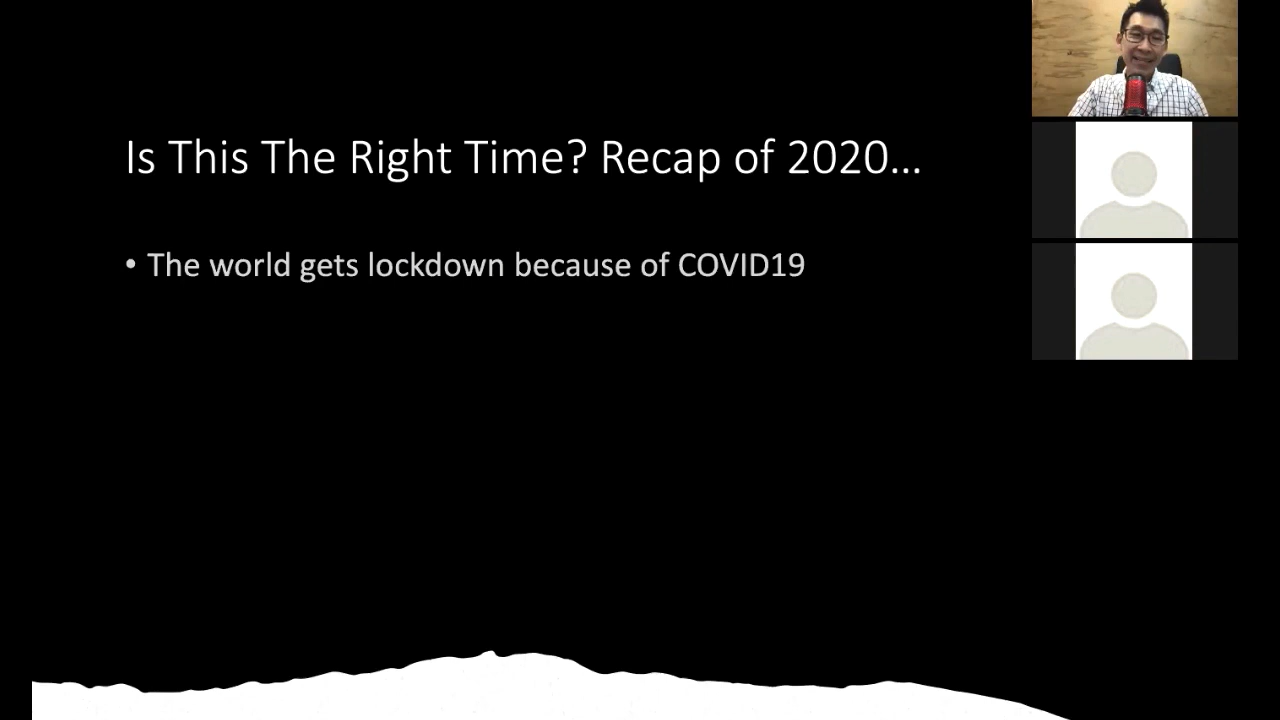 Is This The Right Time? Recap of 2020...
• The world gets lockdown because of COVID19